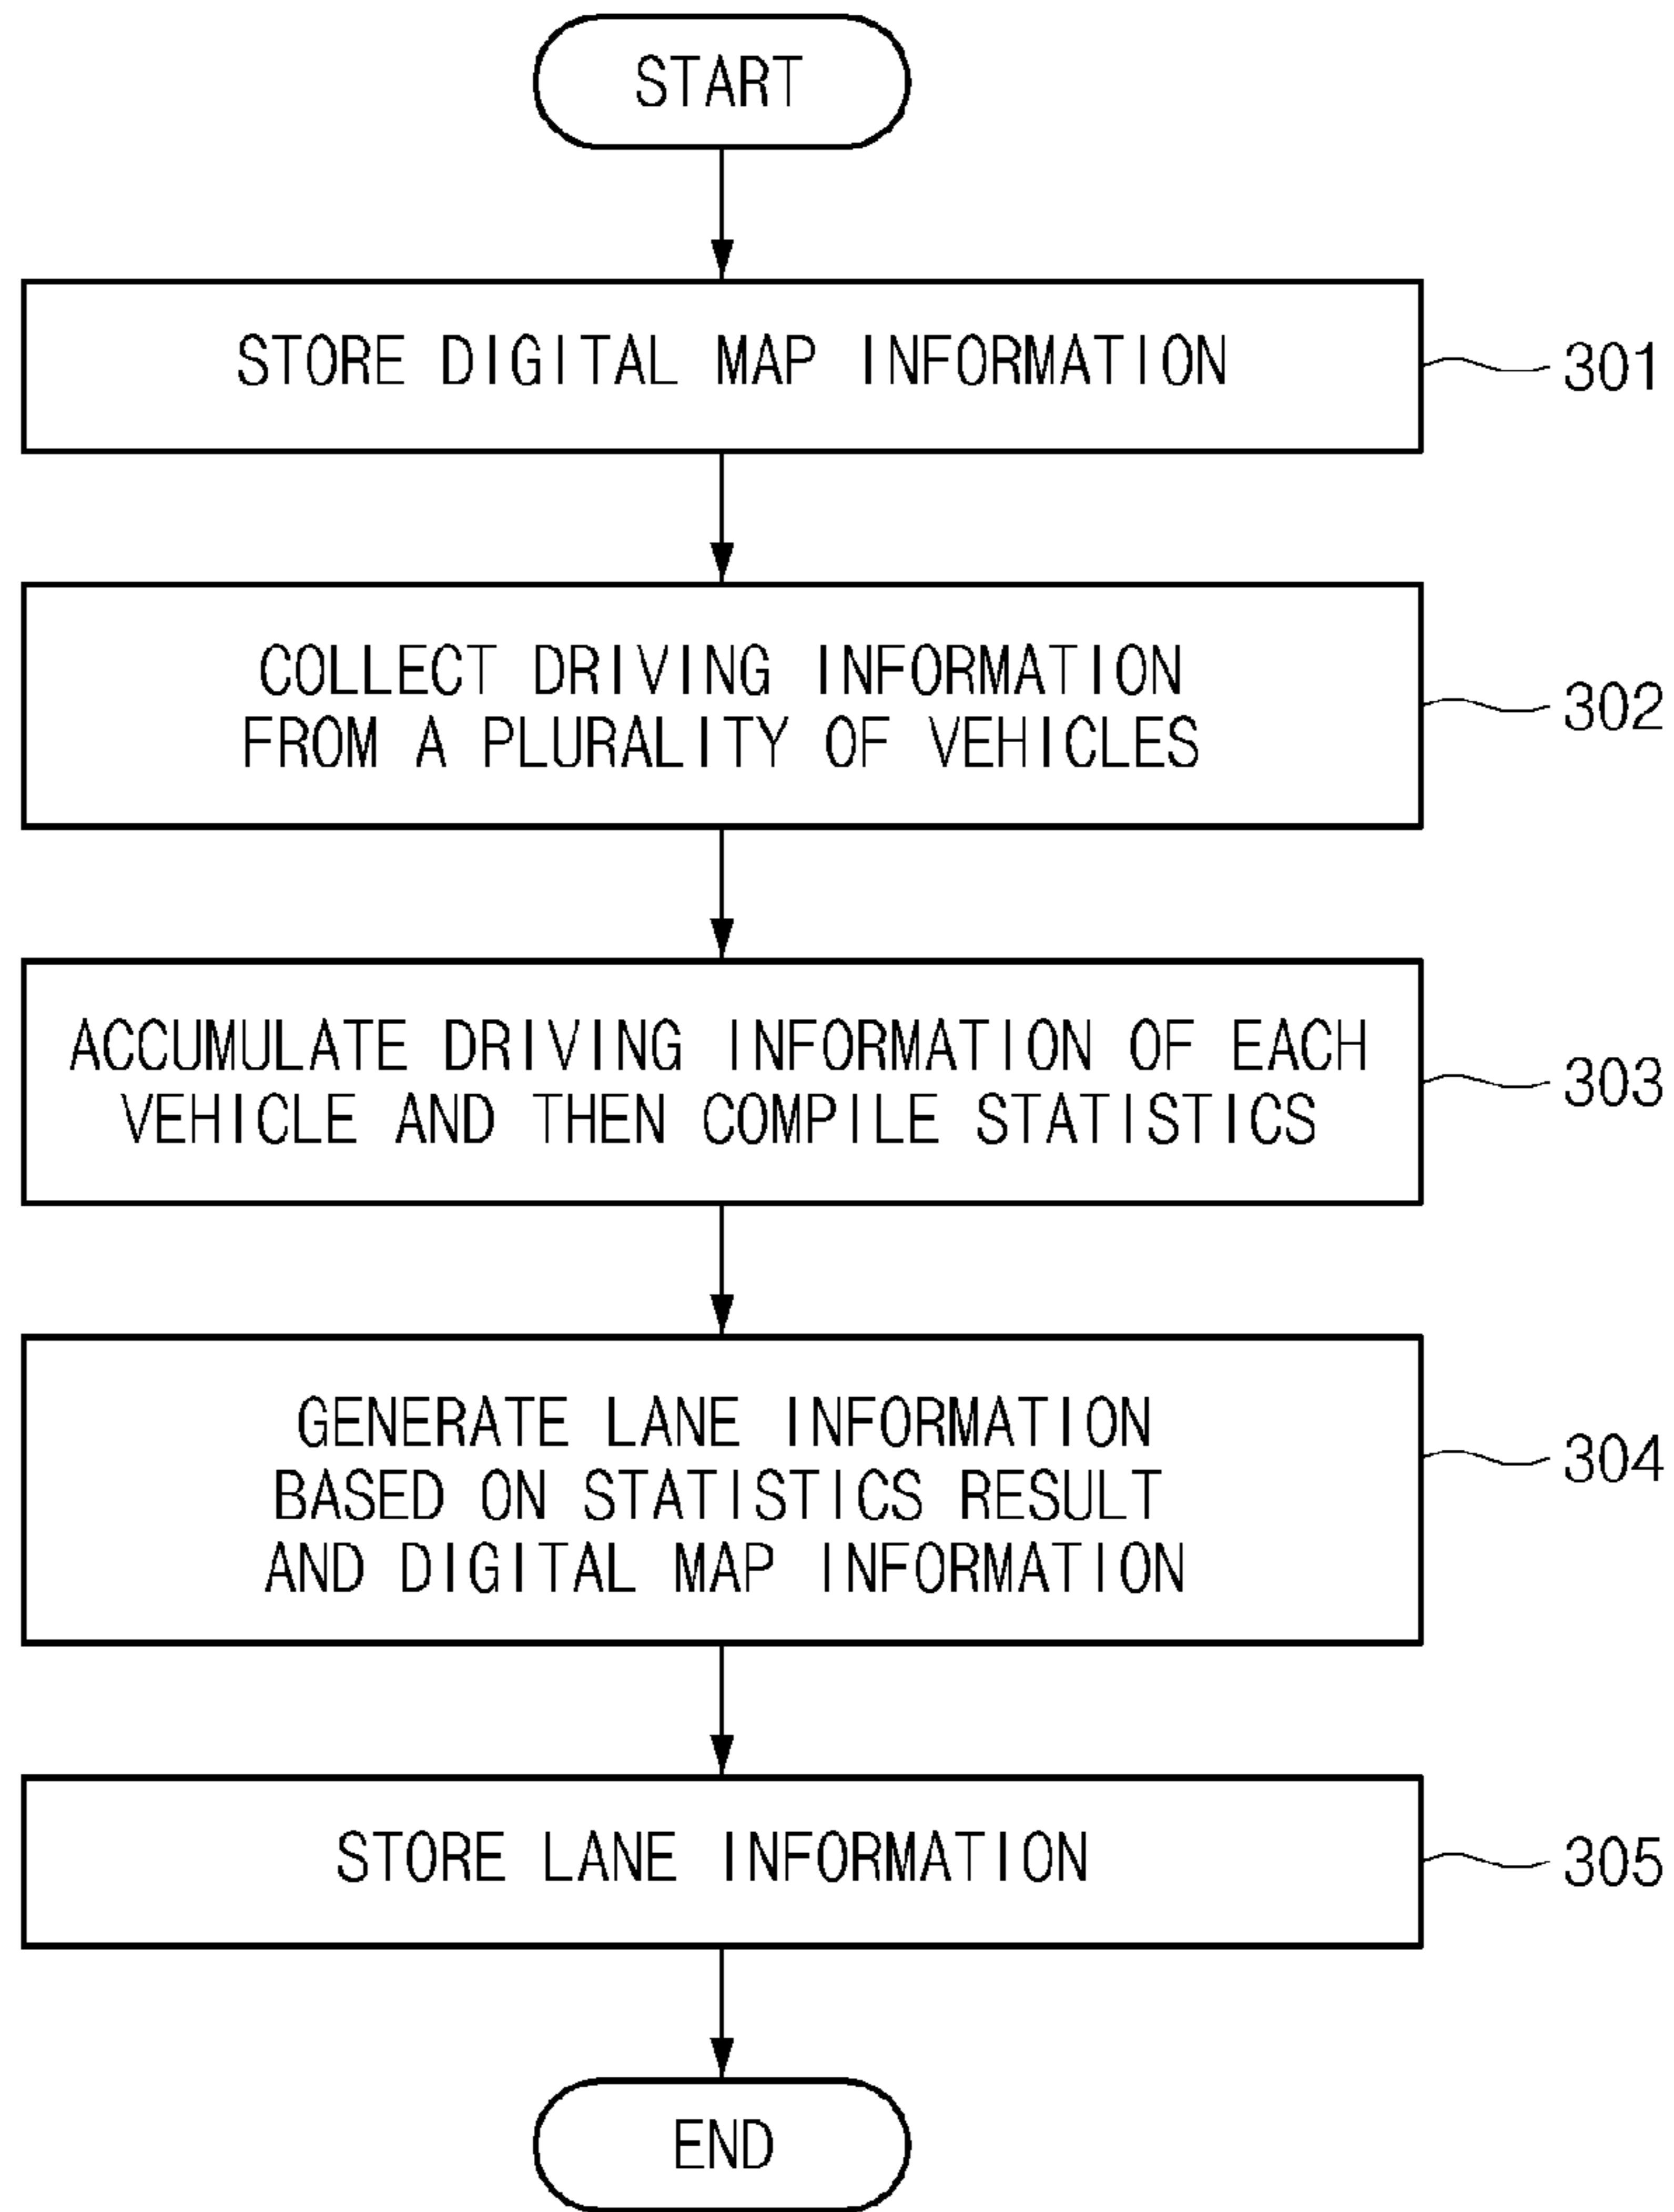 START
STORE DIGITAL MAP INFORMATION
301
COLLECT DRIVING INFORMATION
FROM A PLURALITY OF VEHICLES
302
ACCUMULATE DRIVING INFORMATION OF EACH
VEHICLE AND THEN COMPILE STATISTICS
303
GENERATE LANE INFORMATION
BASED ON STATISTICS RESULT
AND DIGITAL MAP INFORMATION
304
STORE LANE INFORMATION
305
END